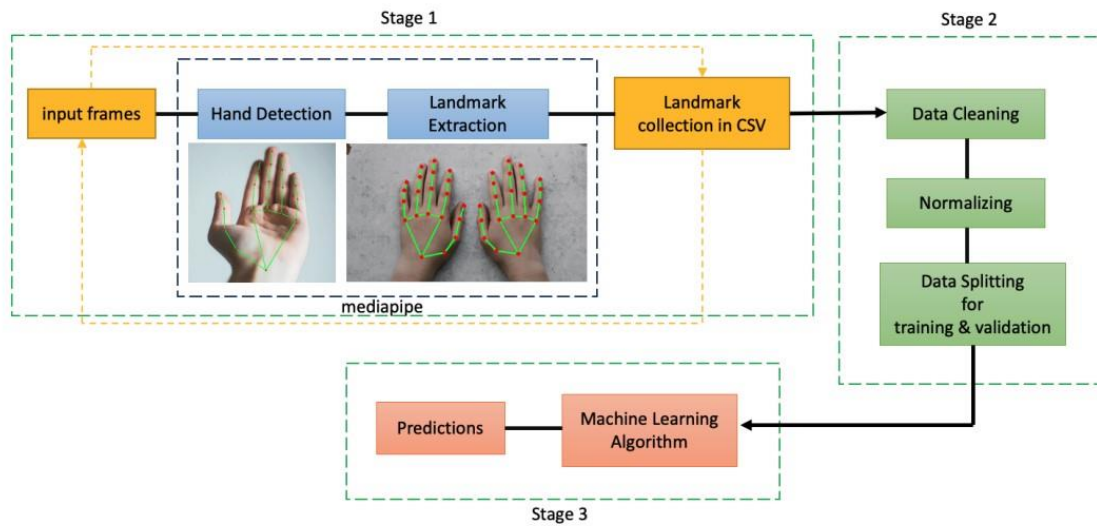 Stage 1
Stage 2
input frames
Hand Detection
Landmark
Extraction
Landmark
collection in CSV
Data Cleaning
Normalizing
Data Splitting
for
training & validation
mediapipe
Predictions
Machine Learning
Algorithm
Stage 3